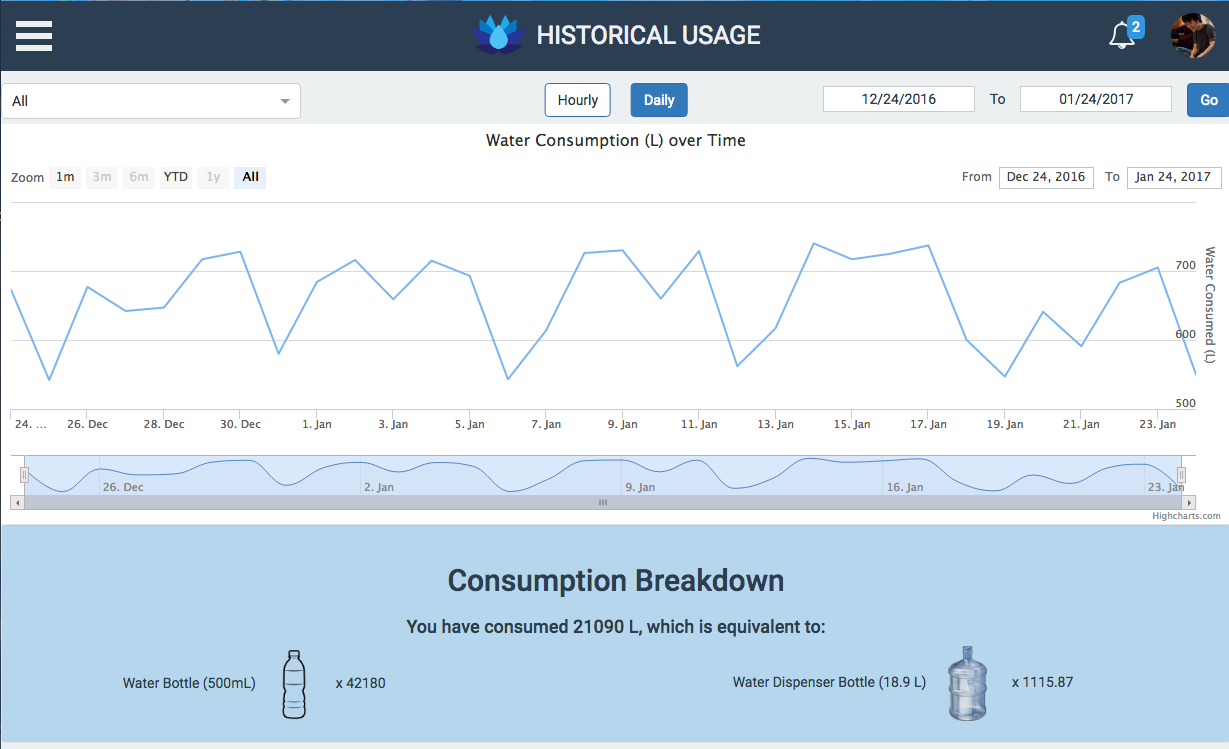 HISTORICAL USAGE
2
All
Hourly
Daily
12/24/2016
To
01/24/2017
Go
Water Consumption (L) over Time
Zoom
1m
3m
6m
YTD
1y
All
From
Dec 24, 2016
To
Jan 24, 2017
700
600
500
Water Consumed (L)
24. …
26. Dec
28. Dec
30. Dec
1. Jan
3. Jan
5. Jan
7. Jan
9. Jan
11. Jan
13. Jan
15. Jan
17. Jan
19. Jan
21. Jan
23. Jan
26. Dec
2. Jan
9. Jan
16. Jan
23. Jan
Highcharts.com
Consumption Breakdown
You have consumed 21090 L, which is equivalent to:
Water Bottle (500mL)
x 42180
Water Dispenser Bottle (18.9 L)
x 1115.87